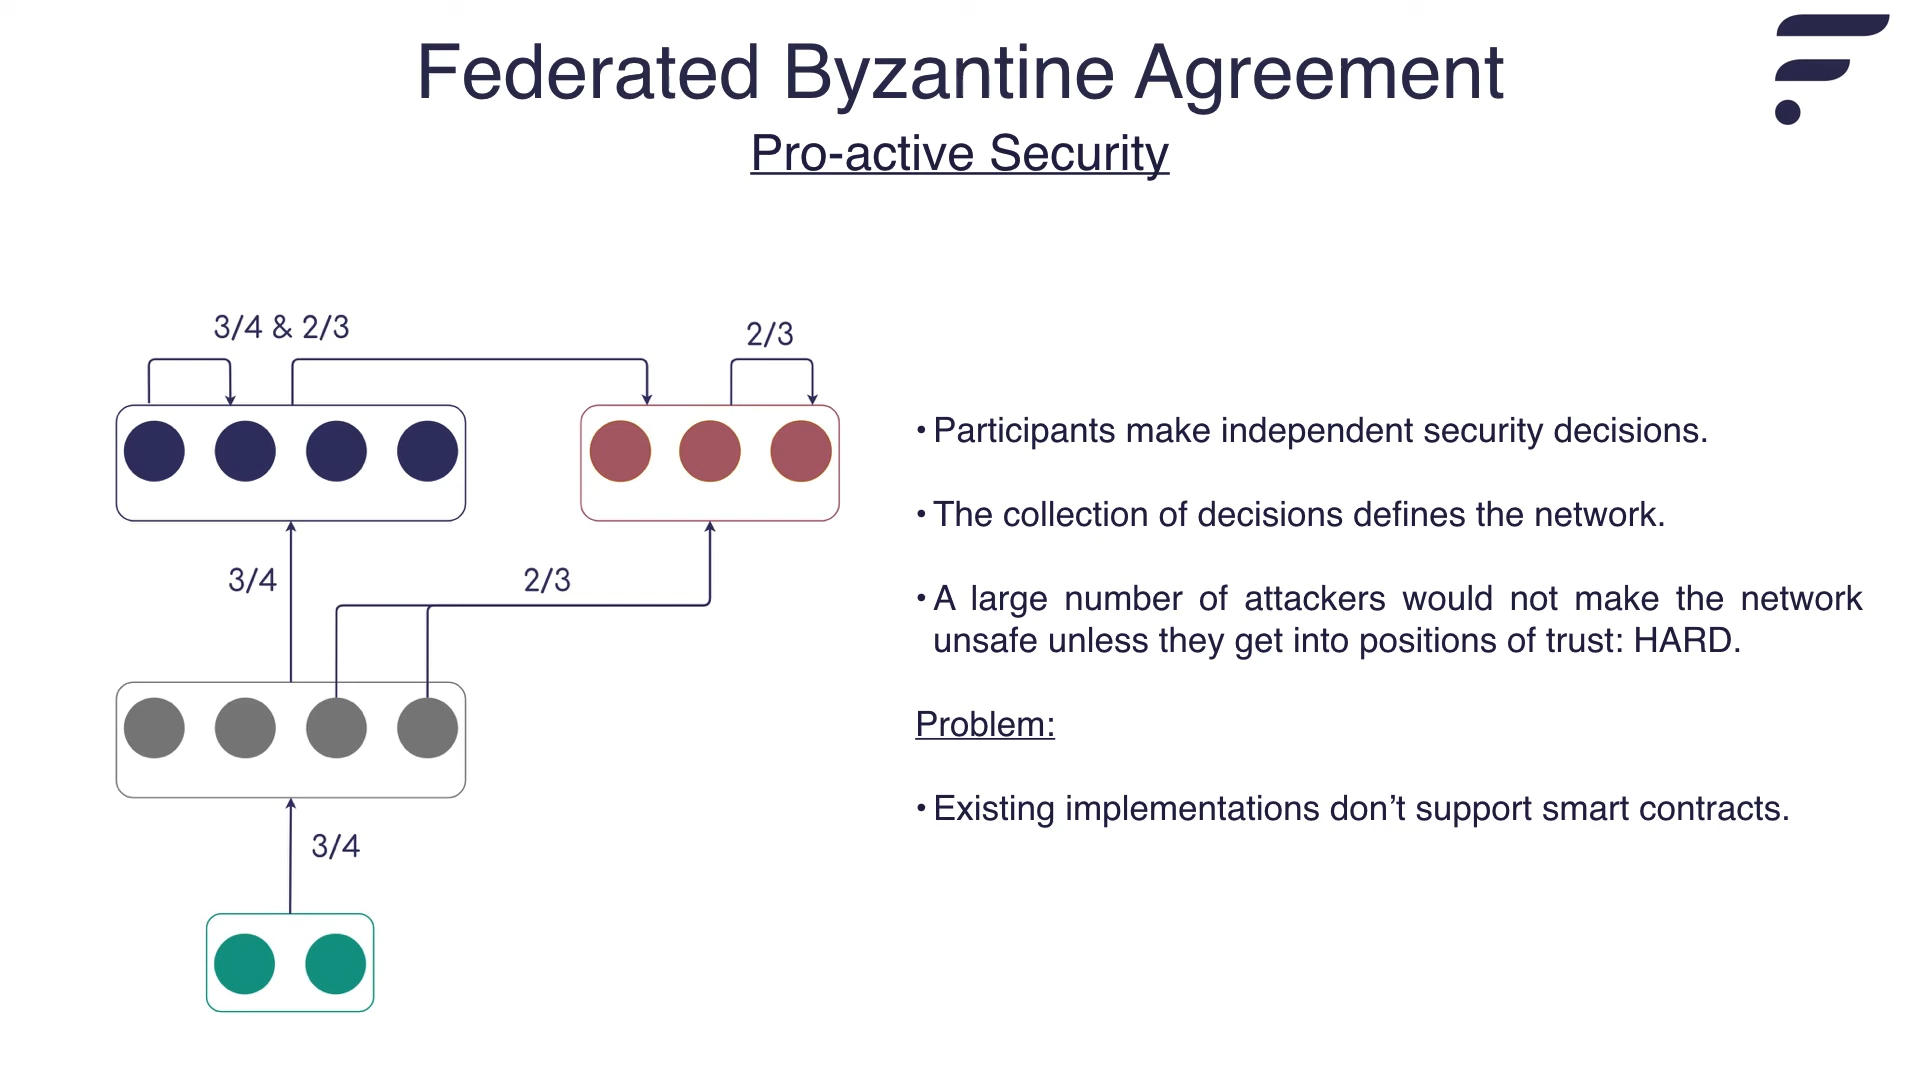 Federated Byzantine Agreement
Pro-active Security
3/4 & 2/3
2/3
3/4
2/3
3/4
• Participants make independent security decisions.
• The collection of decisions defines the network.
• A large number of attackers would not make the network
unsafe unless they get into positions of trust: HARD.
Problem:
• Existing implementations don’t support smart contracts.